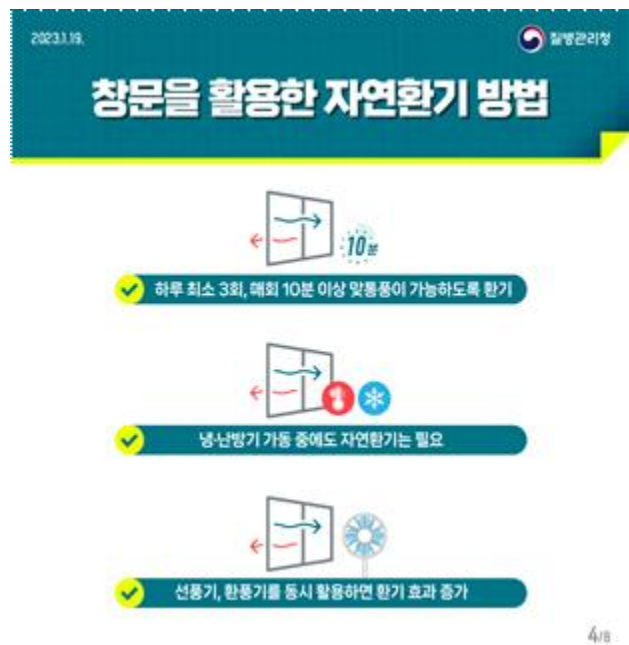 2023.1.19.
질병관리청
창문을 활용한 자연환기 방법
10분
하루 최소 3회, 매회 10분 이상 맞통풍이 가능하도록 환기
냉·난방기 가동 중에도 자연환기는 필요
선풍기, 환풍기를 동시 활용하면 환기 효과 증가
4/8